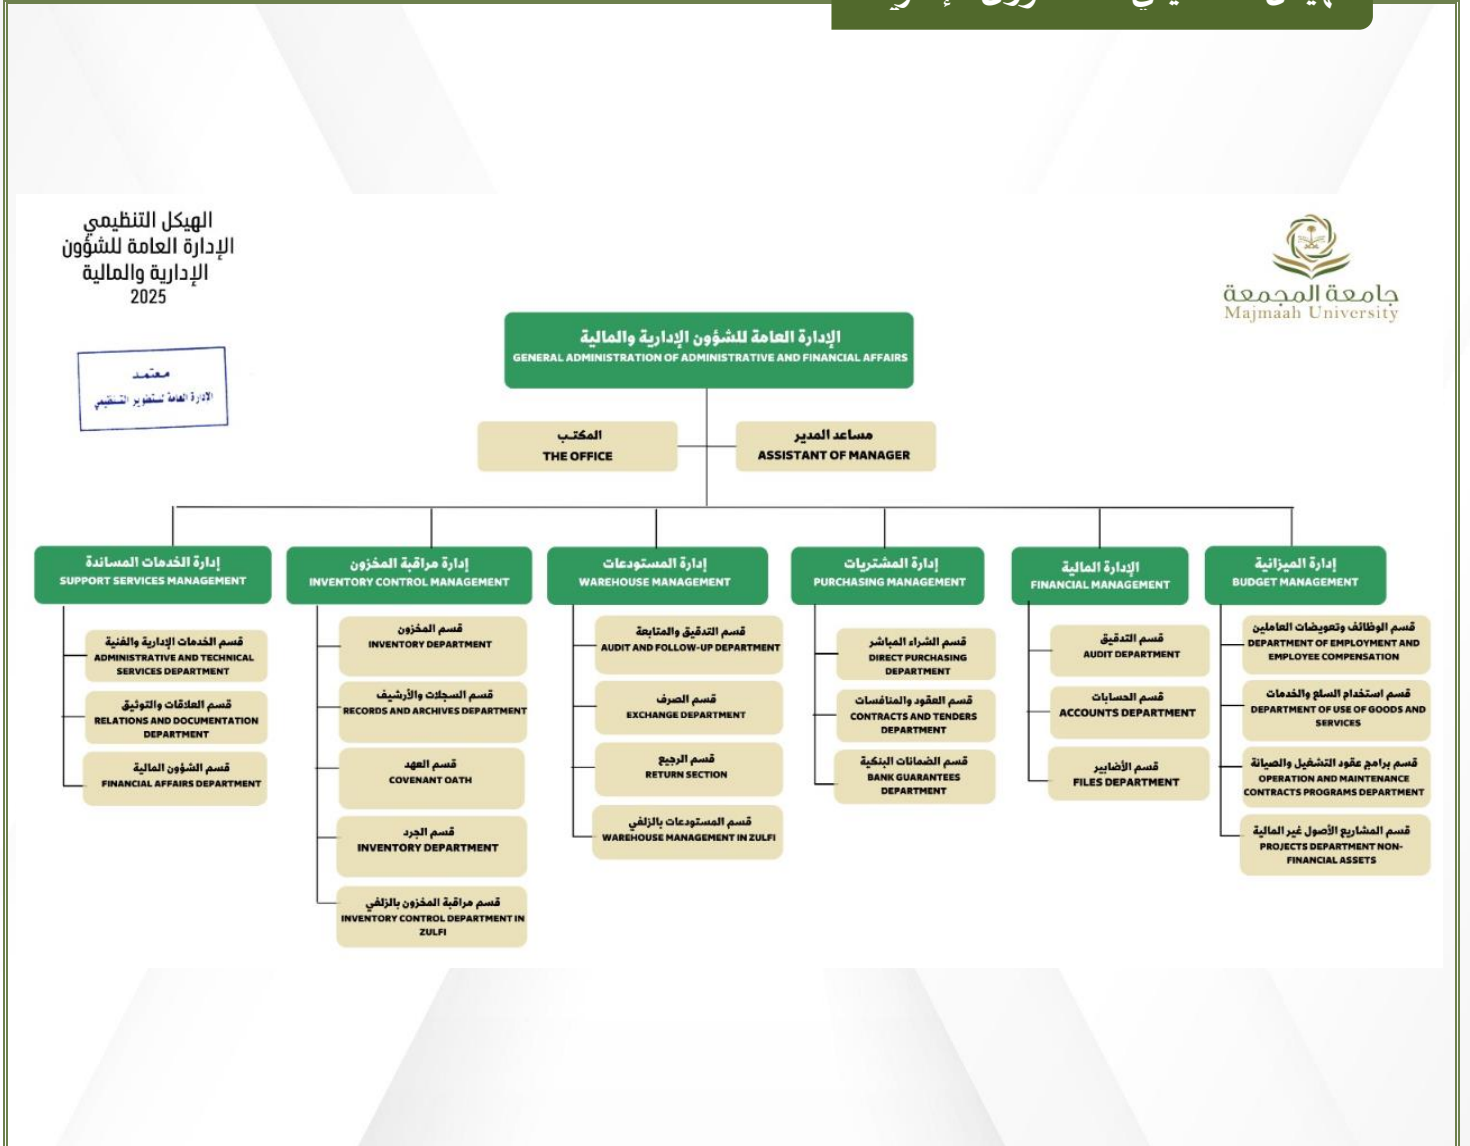 الهيكل التنظيمي
الإدارة العامة للشؤون
الإدارية والمالية
2025
معتمد
الادارة العامة للتطوير التنظيمي
جامعة المجمعة
Majmaah University
الإدارة العامة للشؤون الإدارية والمالية
GENERAL ADMINISTRATION OF ADMINISTRATIVE AND FINANCIAL AFFAIRS
المكتب
THE OFFICE
مساعد المدير
ASSISTANT OF MANAGER
إدارة الخدمات المساندة
SUPPORT SERVICES MANAGEMENT
قسم الخدمات الإدارية والفنية
ADMINISTRATIVE AND TECHNICAL
SERVICES DEPARTMENT
قسم العلاقات والتوثيق
RELATIONS AND DOCUMENTATION
DEPARTMENT
قسم الشؤون المالية
FINANCIAL AFFAIRS DEPARTMENT
إدارة مراقبة المخزون
INVENTORY CONTROL MANAGEMENT
قسم المخزون
INVENTORY DEPARTMENT
قسم السجلات والأرشيف
RECORDS AND ARCHIVES DEPARTMENT
قسم العهد
COVENANT OATH
قسم الجرد
INVENTORY DEPARTMENT
قسم مراقبة المخزون بالزلفي
INVENTORY CONTROL DEPARTMENT IN
ZULFI
إدارة المستودعات
WAREHOUSE MANAGEMENT
قسم التدقيق والمتابعة
AUDIT AND FOLLOW-UP DEPARTMENT
قسم الصرف
EXCHANGE DEPARTMENT
قسم الرجيع
RETURN SECTION
قسم المستودعات بالزلفي
WAREHOUSE MANAGEMENT IN ZULFI
إدارة المشتريات
PURCHASING MANAGEMENT
قسم الشراء المباشر
DIRECT PURCHASING
DEPARTMENT
قسم العقود والمنافسات
CONTRACTS AND TENDERS
DEPARTMENT
قسم الضمانات البنكية
BANK GUARANTEES
DEPARTMENT
الإدارة المالية
FINANCIAL MANAGEMENT
قسم التدقيق
AUDIT DEPARTMENT
قسم الحسابات
ACCOUNTS DEPARTMENT
قسم الأضابير
FILES DEPARTMENT
إدارة الميزانية
BUDGET MANAGEMENT
قسم الوظائف وتعويضات العاملين
DEPARTMENT OF EMPLOYMENT AND
EMPLOYEE COMPENSATION
قسم استخدام السلع والخدمات
DEPARTMENT OF USE OF GOODS AND
SERVICES
قسم برامج عقود التشغيل والصيانة
OPERATION AND MAINTENANCE
CONTRACTS PROGRAMS DEPARTMENT
قسم المشاريع الأصول غير المالية
PROJECTS DEPARTMENT NON-
FINANCIAL ASSETS